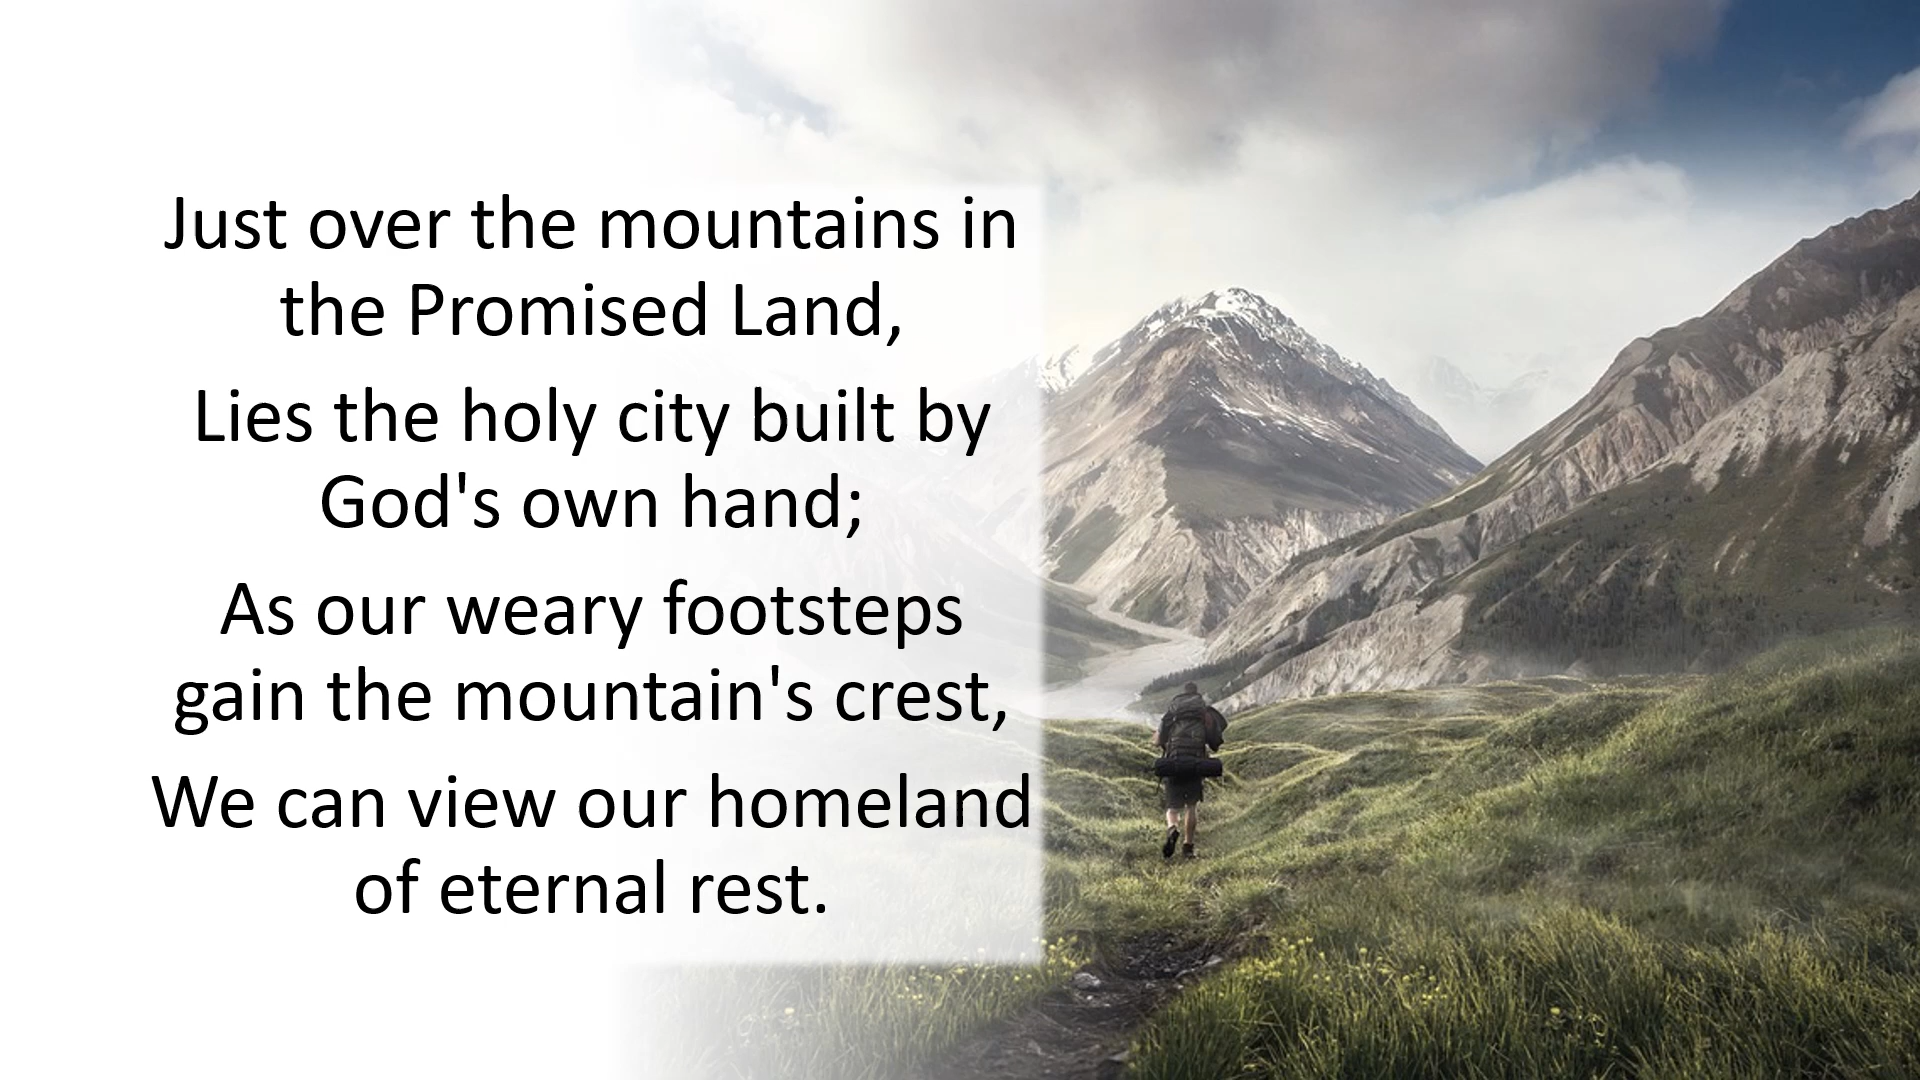 Just over the mountains in
the Promised Land,
Lies the holy city built by
God's own hand;
As our weary footsteps
gain the mountain's crest,
We can view our homeland
of eternal rest.